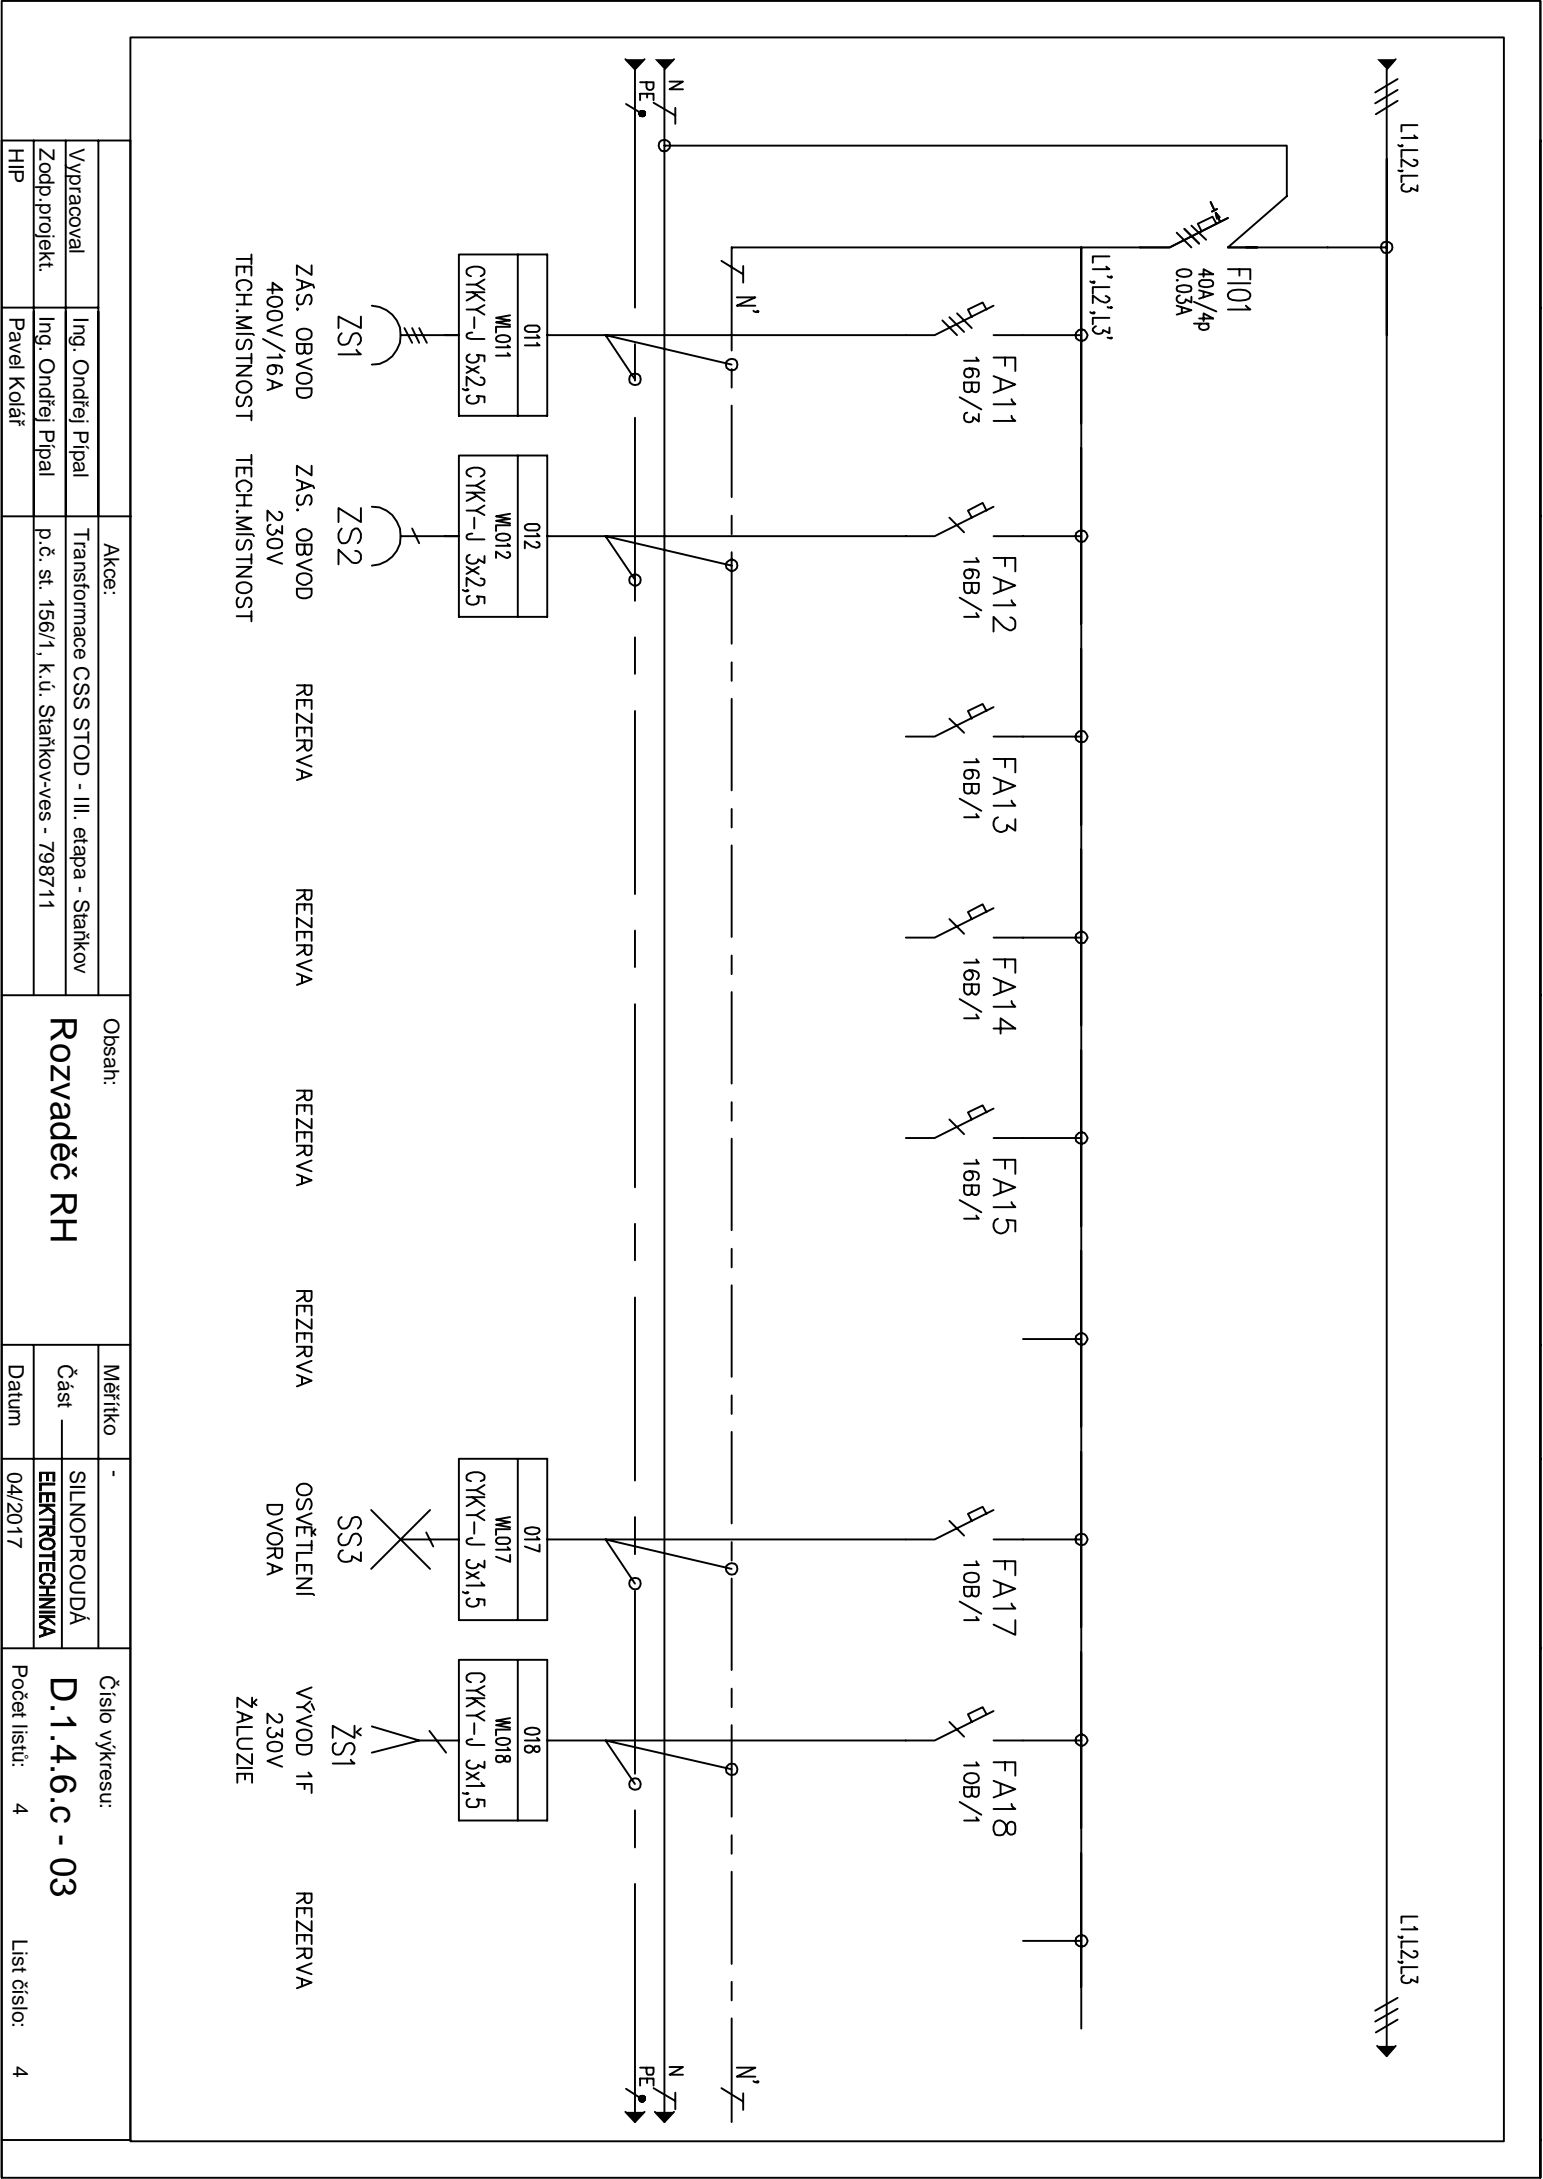 L1,L2,L3
L1,L2,L3
FI01
40A/4p
0.03A
L1',L2',L3'
FA11
16B/3
FA12
16B/1
FA13
16B/1
FA14
16B/1
FA15
16B/1
FA17
10B/1
FA18
10B/1
N'
N'
N
PE
N
PE
011
WL011
CYKY-J 5x2,5
012
WL012
CYKY-J 3x2,5
017
WL017
CYKY-J 3x1,5
018
WL018
CYKY-J 3x1,5
ZS1
ZÁS. OBVOD
400V/16A
TECH.MÍSTNOST
ZS2
ZÁS. OBVOD
230V
TECH.MÍSTNOST
REZERVA
REZERVA
REZERVA
REZERVA
SS3
OSVĚTLENÍ
DVORA
ŽS1
VÝVOD 1F
230V
ŽALUZIE
REZERVA
Vypracoval
Ing. Ondřej Pípal
Zodp.projekt.
Ing. Ondřej Pípal
HIP
Pavel Kolář
Akce:
Transformace CSS STOD - III. etapa - Staňkov
p.č. st. 156/1, k.ú. Staňkov-ves - 798711
Obsah:
Rozvaděč RH
Měřítko
-
Část
SILNOPROUDÁ
ELEKTROTECHNIKA
Datum
04/2017
Číslo výkresu:
D.1.4.6.c - 03
Počet listů: 4
List číslo: 4